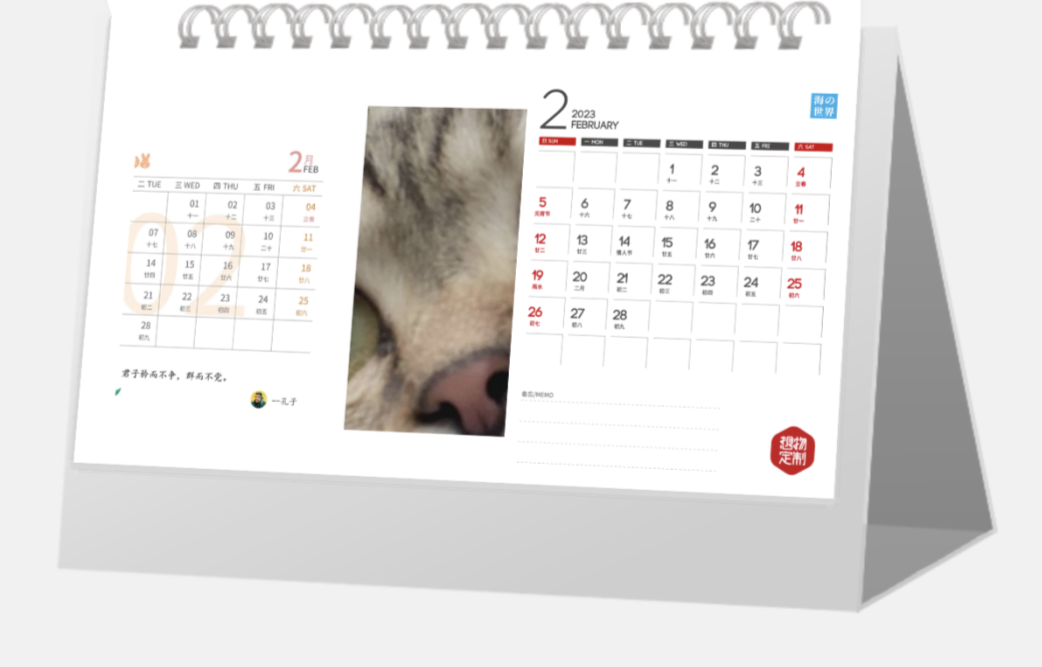 2月
FEB
二 TUE 三 WED 四 THU 五 FRI 六 SAT
01 02 03 04
十一 十二 十三 立春
07 08 09 10 11
十七 十八 十九 二十 廿一
14 15 16 17 18
廿四 廿五 廿六 廿七 廿八
21 22 23 24 25
初二 初三 初四 初五 初六
28
初九
02
君子矜而不争，群而不党。
一孔子
2
2023
FEBRUARY
海の
世界
日 SUN 一 MON 二 TUE 三 WED 四 THU 五 FRI 六 SAT
1 2 3 4
十一 十二 十三 立春
5 6 7 8 9 10 11
元宵节 十六 十七 十八 十九 二十 廿一
12 13 14 15 16 17 18
廿二 廿三 情人节 廿五 廿六 廿七 廿八
19 20 21 22 23 24 25
雨水 二月 初二 初三 初四 初五 初六
26 27 28
初七 初八 初九
备忘/MEMO
想物
定制